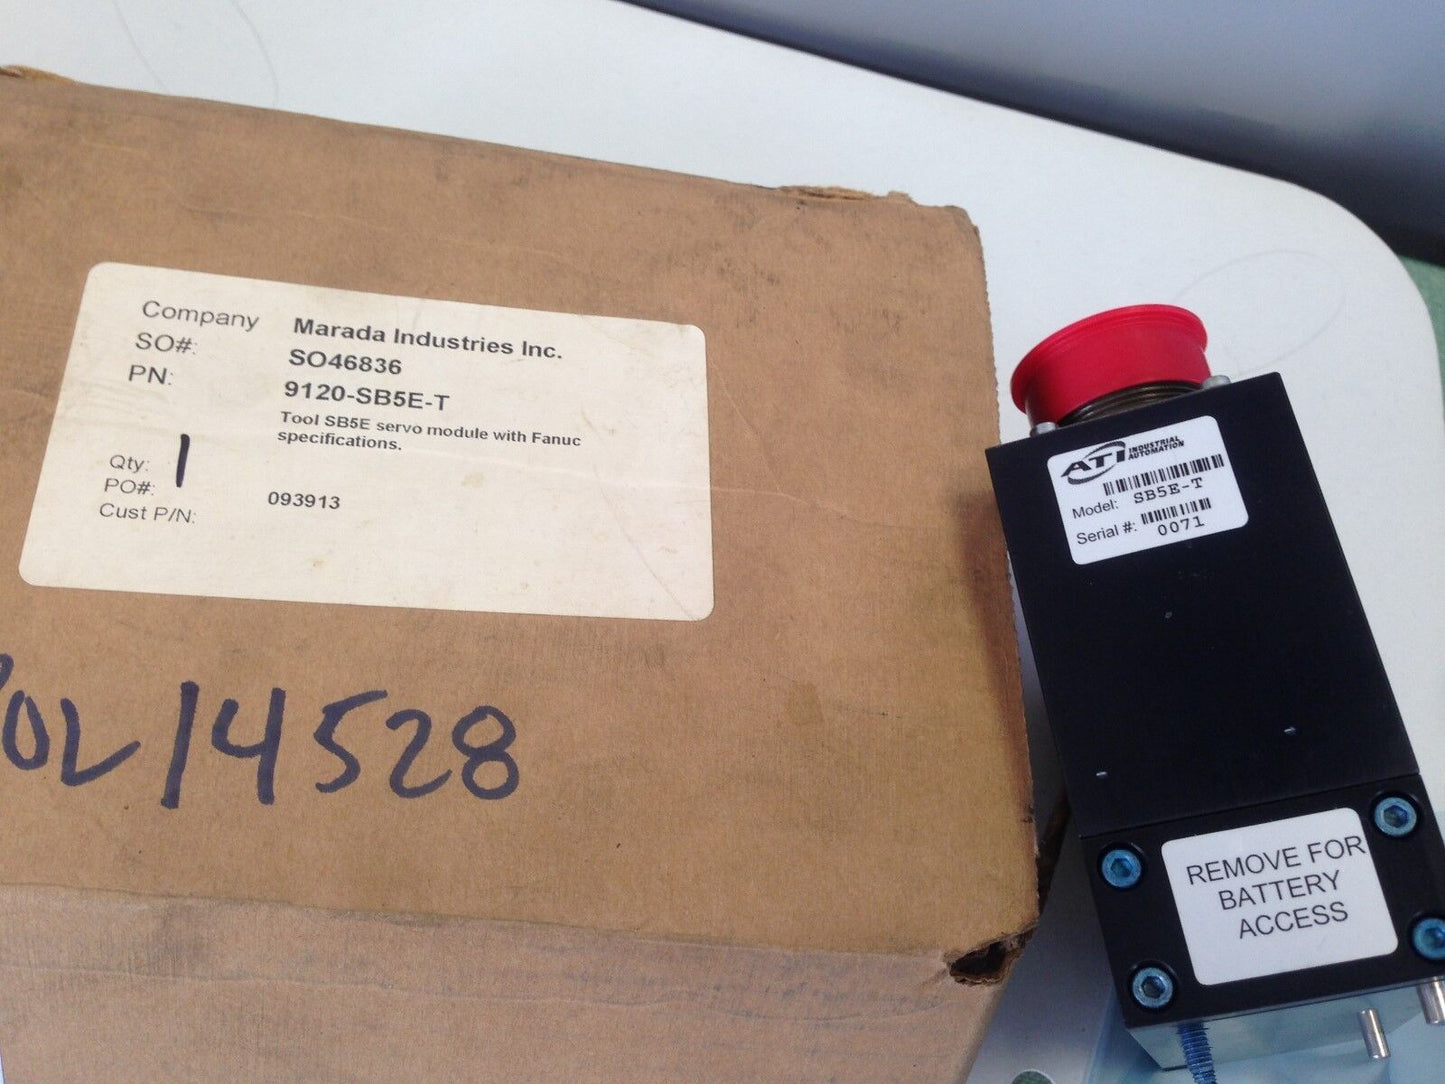 Company Marada Industries Inc.
SO#: SO46836
PN: 9120-SB5E-T
Tool SB5E servo module with Fanuc
specifications.
Qty: 1
PO#: 093913
Cust P/N:
14528
ATI INDUSTRIAL
AUTOMATION
Model: SB5E-T
Serial #: 0071
REMOVE FOR
BATTERY
ACCESS